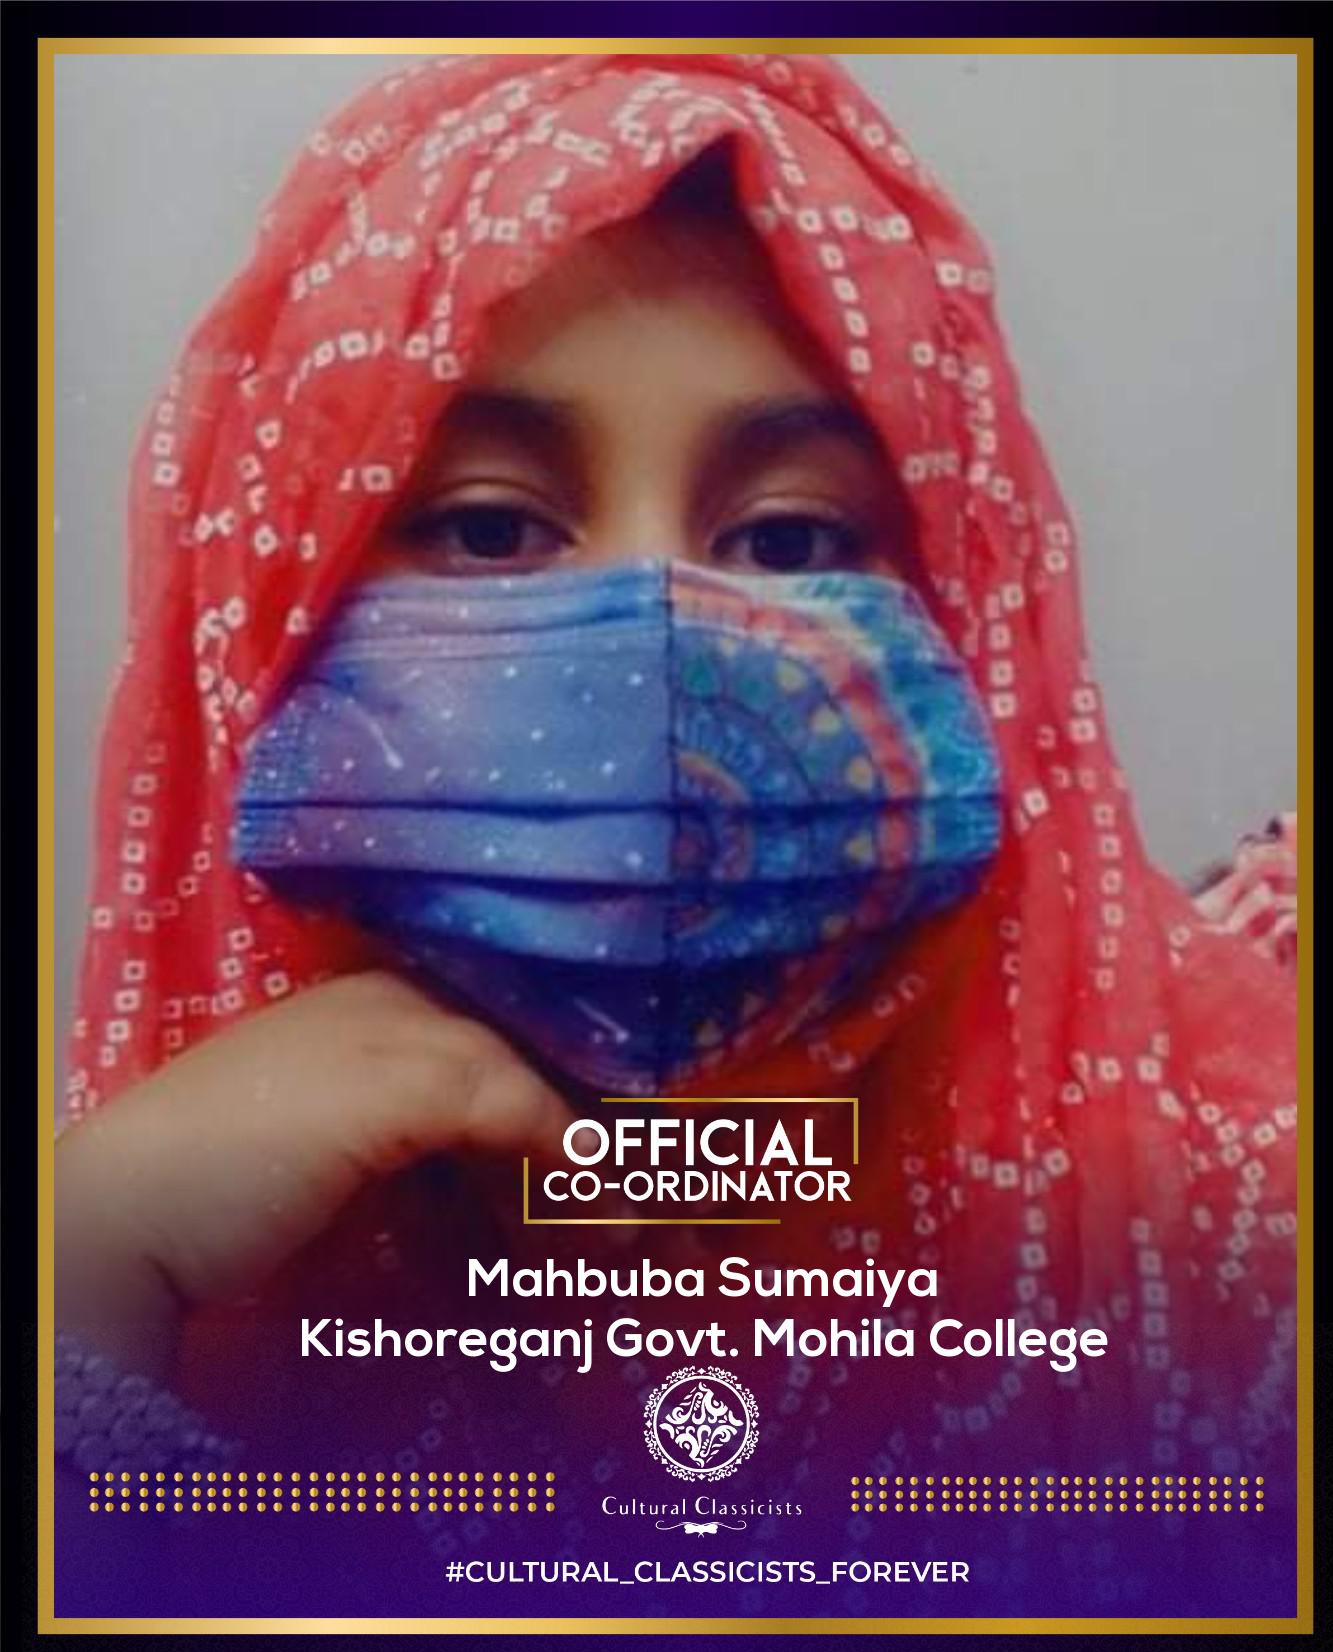 OFFICIAL
CO-ORDINATOR
Mahbuba Sumaiya
Kishoreganj Govt. Mohila College
Cultural Classicists
#CULTURAL_CLASSICISTS_FOREVER